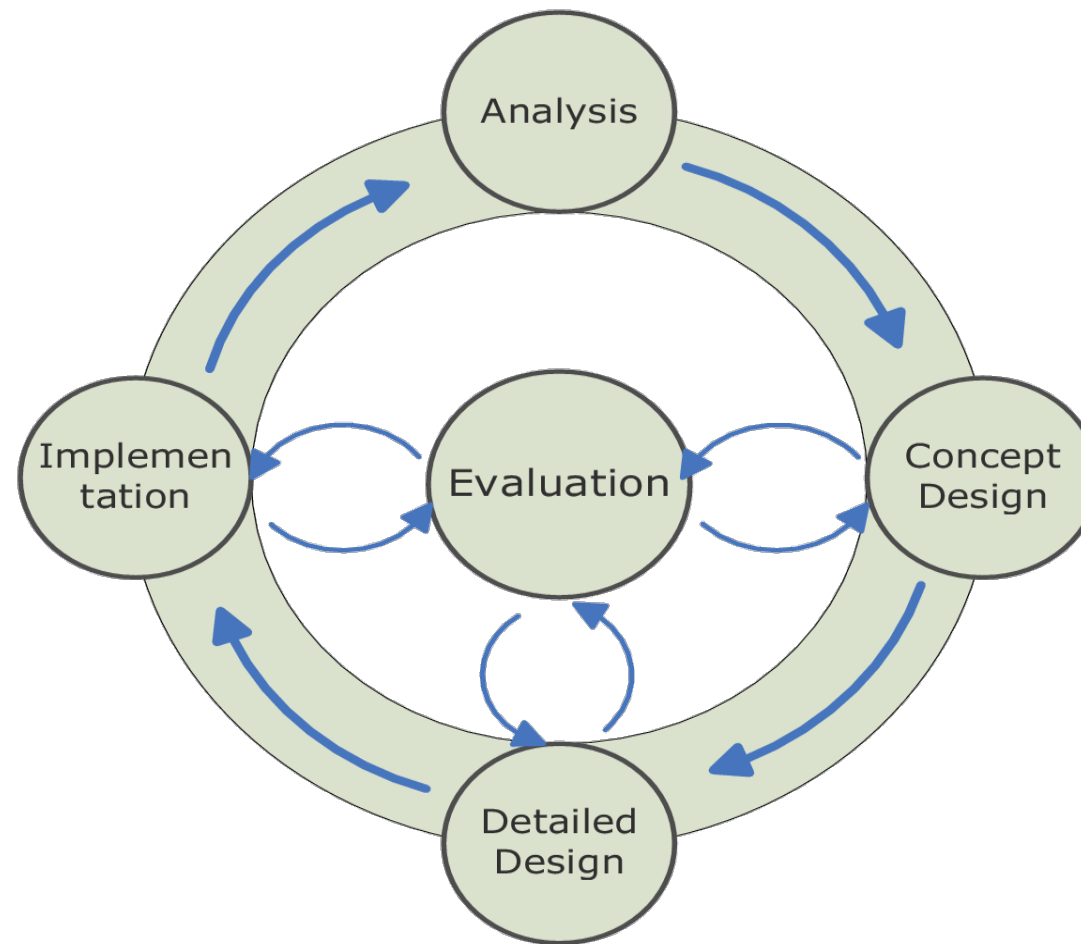 Analysis
Implemen
tation
Evaluation
Concept
Design
Detailed
Design